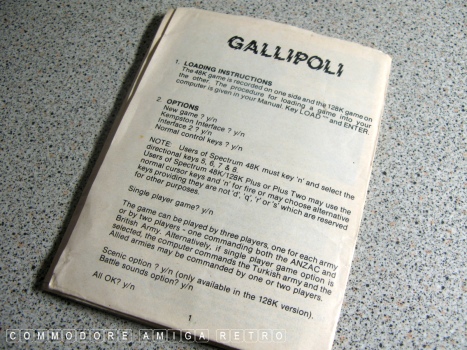 GALLIPOLI
1. LOADING INSTRUCTIONS
The 48K game is recorded on one side and the 128K game on
the other. The procedure for loading a game into your
computer is given in your Manual. Key LOAD "" and ENTER.
2. OPTIONS
New game ? y/n
Kempston Interface ? y/n
Interface 2 ? y/n
Normal control keys ? y/n
NOTE: Users of Spectrum 48K must key 'n' and select the
directional keys 5, 6, 7 & 8.
Users of Spectrum 48K/128K Plus or Plus Two may use the
normal cursor keys and 'n' for fire or may choose alternative
keys providing they are not 'd', 'q', 'r' or 's' which are reserved
for other purposes.
Single player game? y/n
The game can be played by three players, one for each army
or by two players - one commanding both the ANZAC and
British Army. Alternatively, if single player game option is
selected, the computer commands the Turkish army and the
Allied armies may be commanded by one or two players.
Scenic option ? y/n (only available in the 128K version).
Battle sounds option? y/n
All OK? y/n
1
COMMODORE AMIGA RETRO